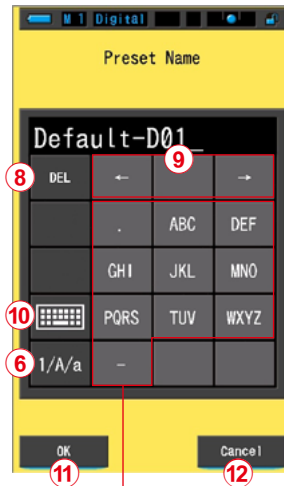 M 1 Digital
Preset Name
Default-D01_
8 DEL ← 9 →
. ABC DEF
GHI JKL MNO
10 PQRS TUV WXYZ
6 1/A/a -
OK Cancel
11 12